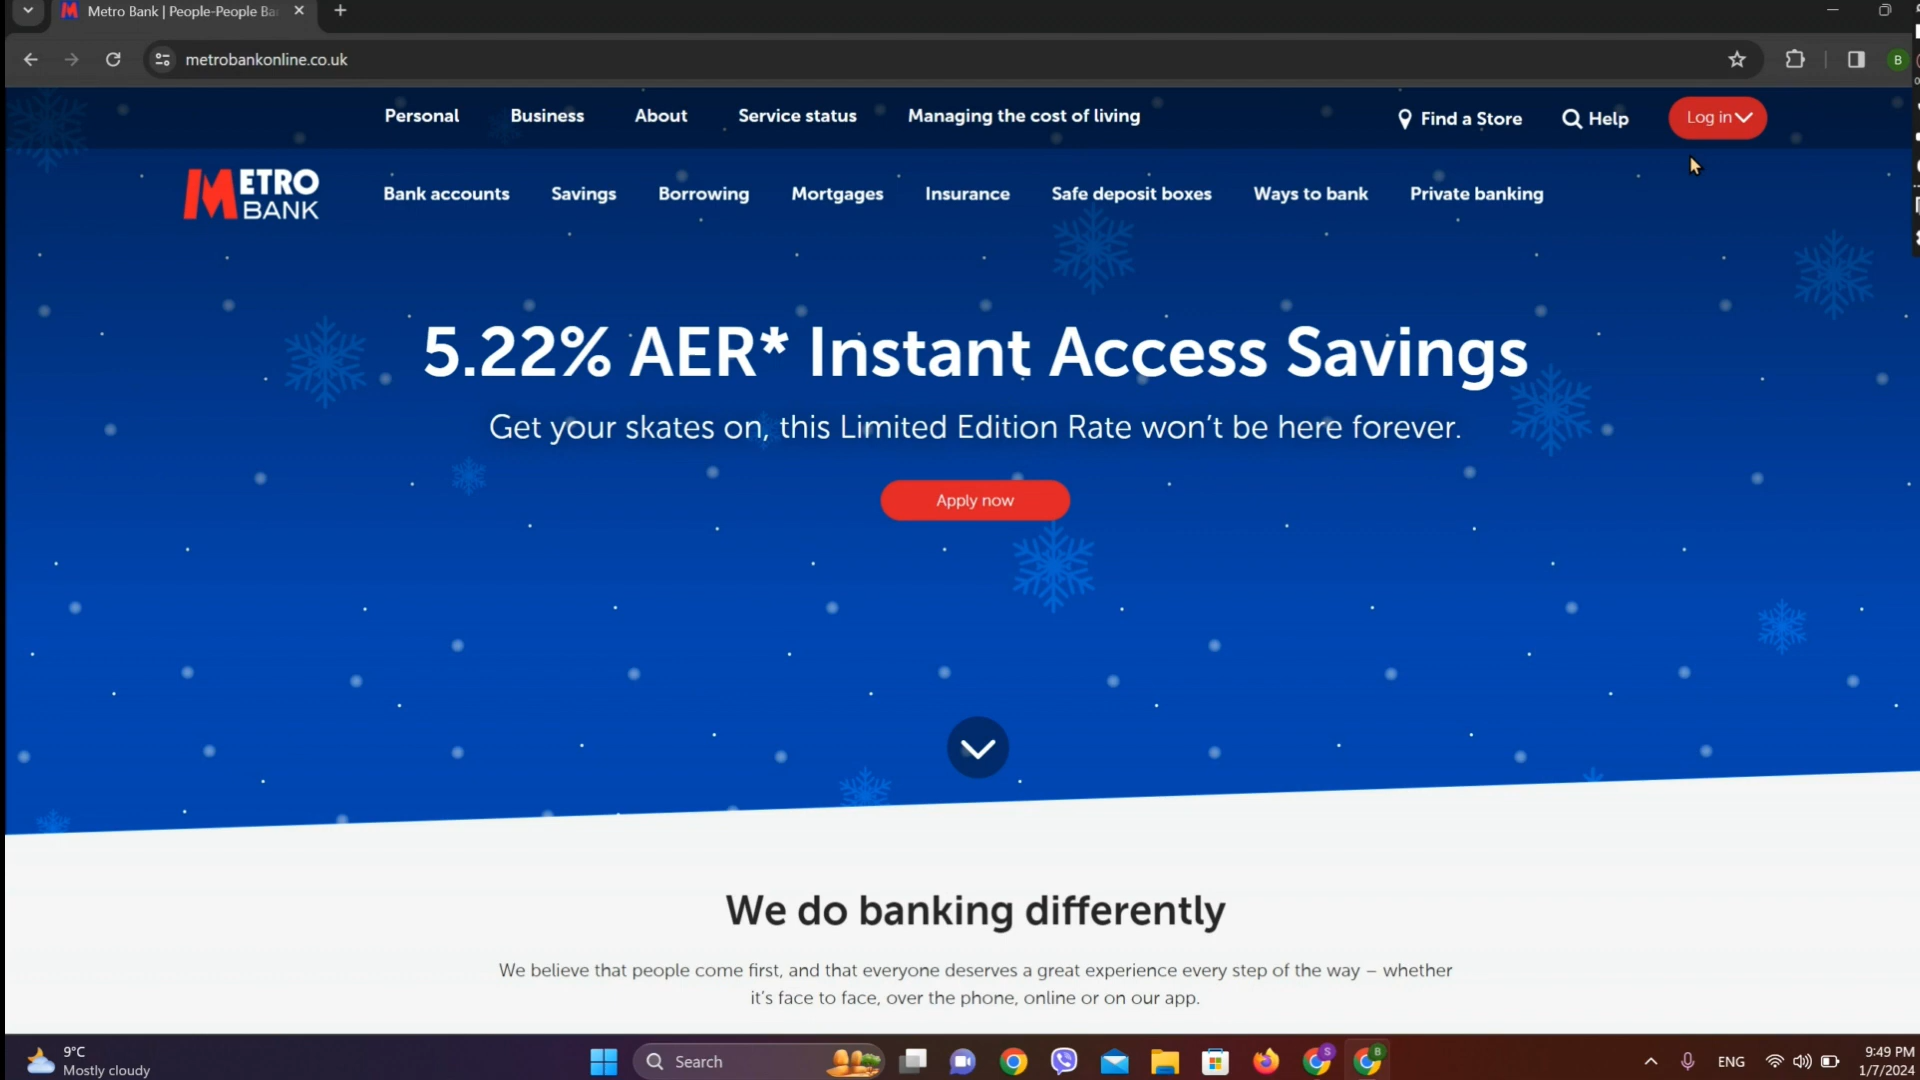 Metro Bank | People-People Ba
metrobankonline.co.uk
B
Personal Business About Service status Managing the cost of living Find a Store Help Log in
METRO
BANK
Bank accounts Savings Borrowing Mortgages Insurance Safe deposit boxes Ways to bank Private banking
5.22% AER* Instant Access Savings
Get your skates on, this Limited Edition Rate won’t be here forever.
Apply now
We do banking differently
We believe that people come first, and that everyone deserves a great experience every step of the way – whether
it’s face to face, over the phone, online or on our app.
9°C
Mostly cloudy
Search
S
B
ENG
9:49 PM
1/7/2024